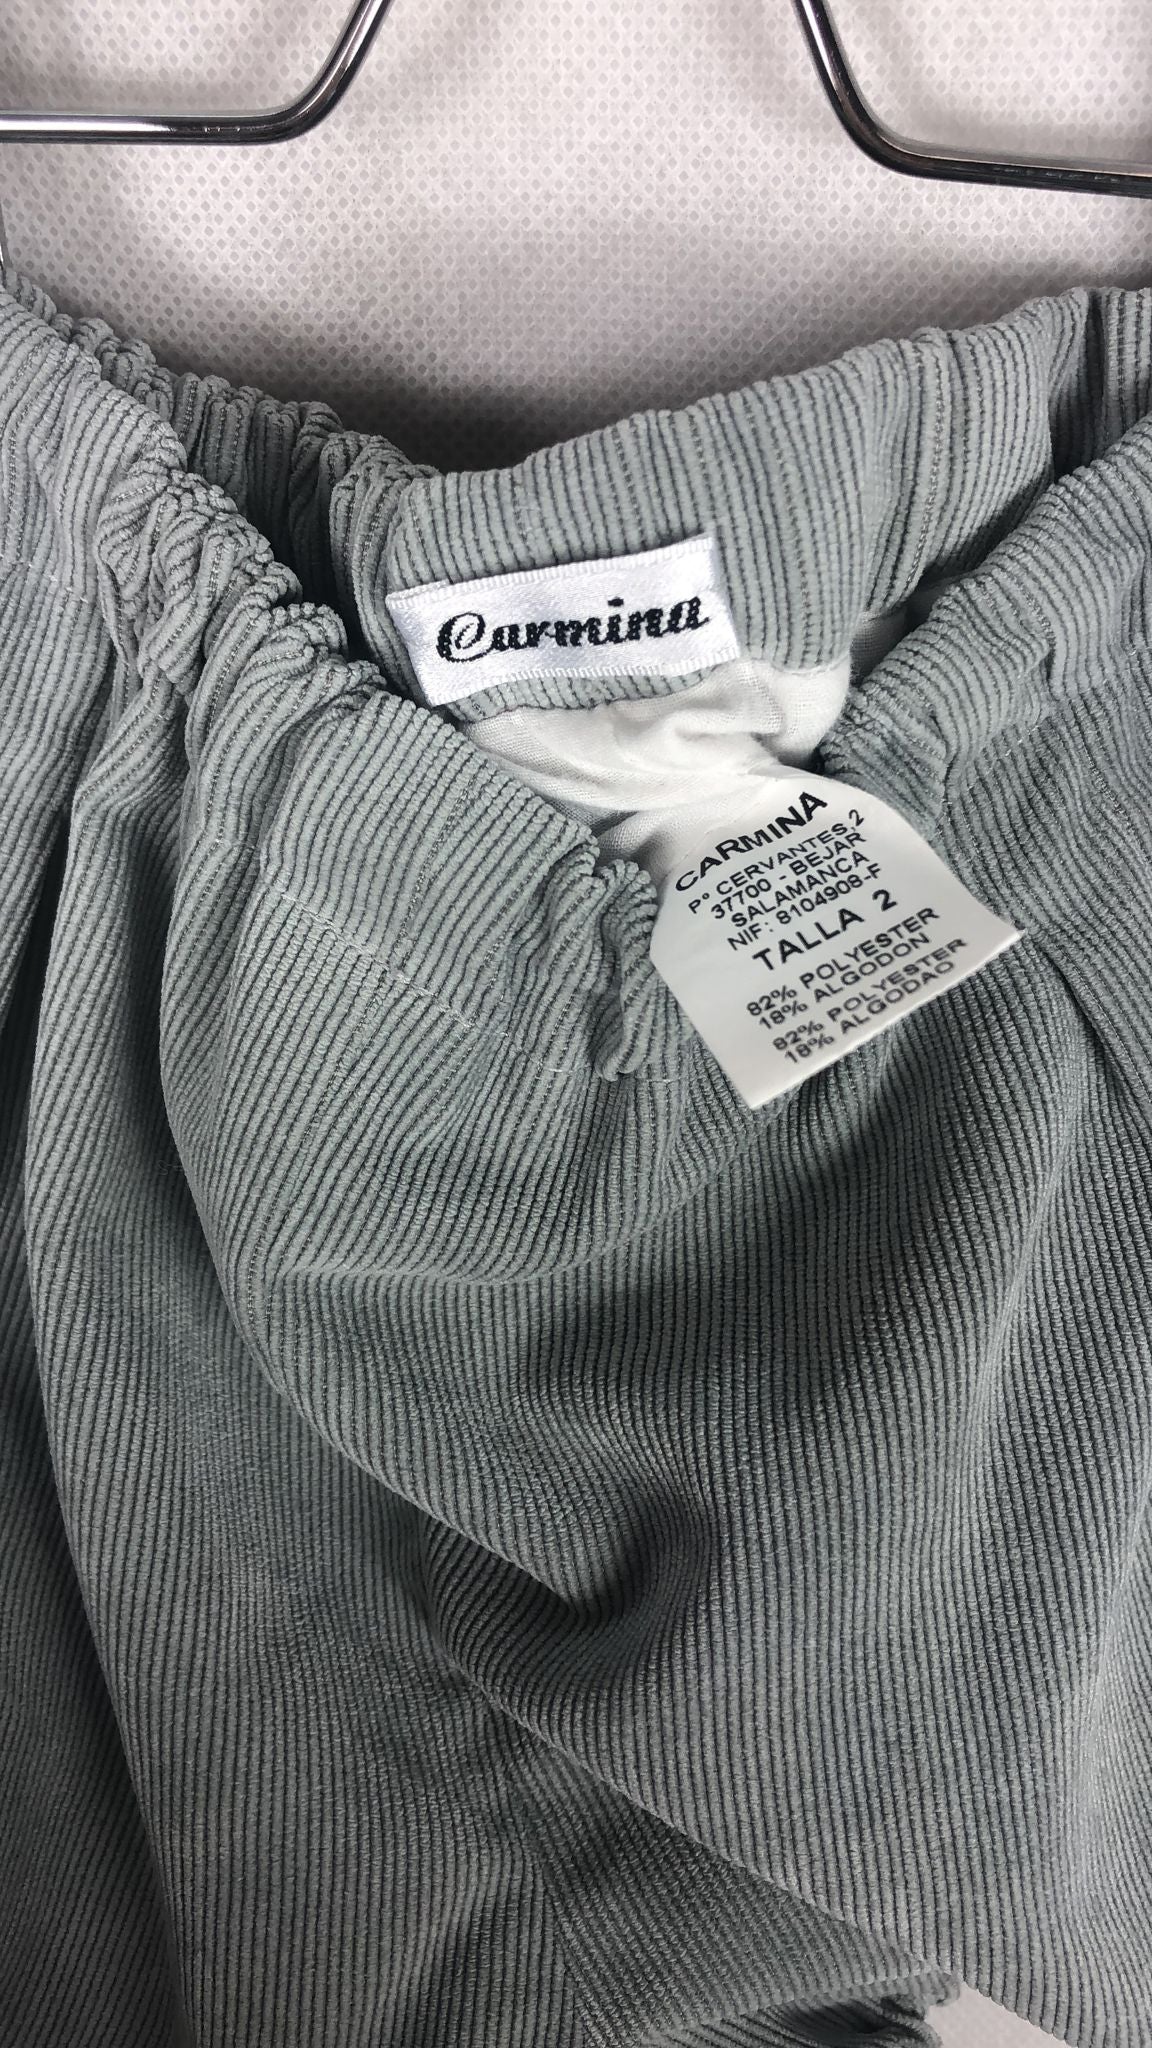 Carmina
CARMINA
Pº CERVANTES,2
37700 - BEJAR
SALAMANCA
NIF: 8104908-F
TALLA 2
82% POLYESTER
18% ALGODON
82% POLYESTER
18% ALGODAO